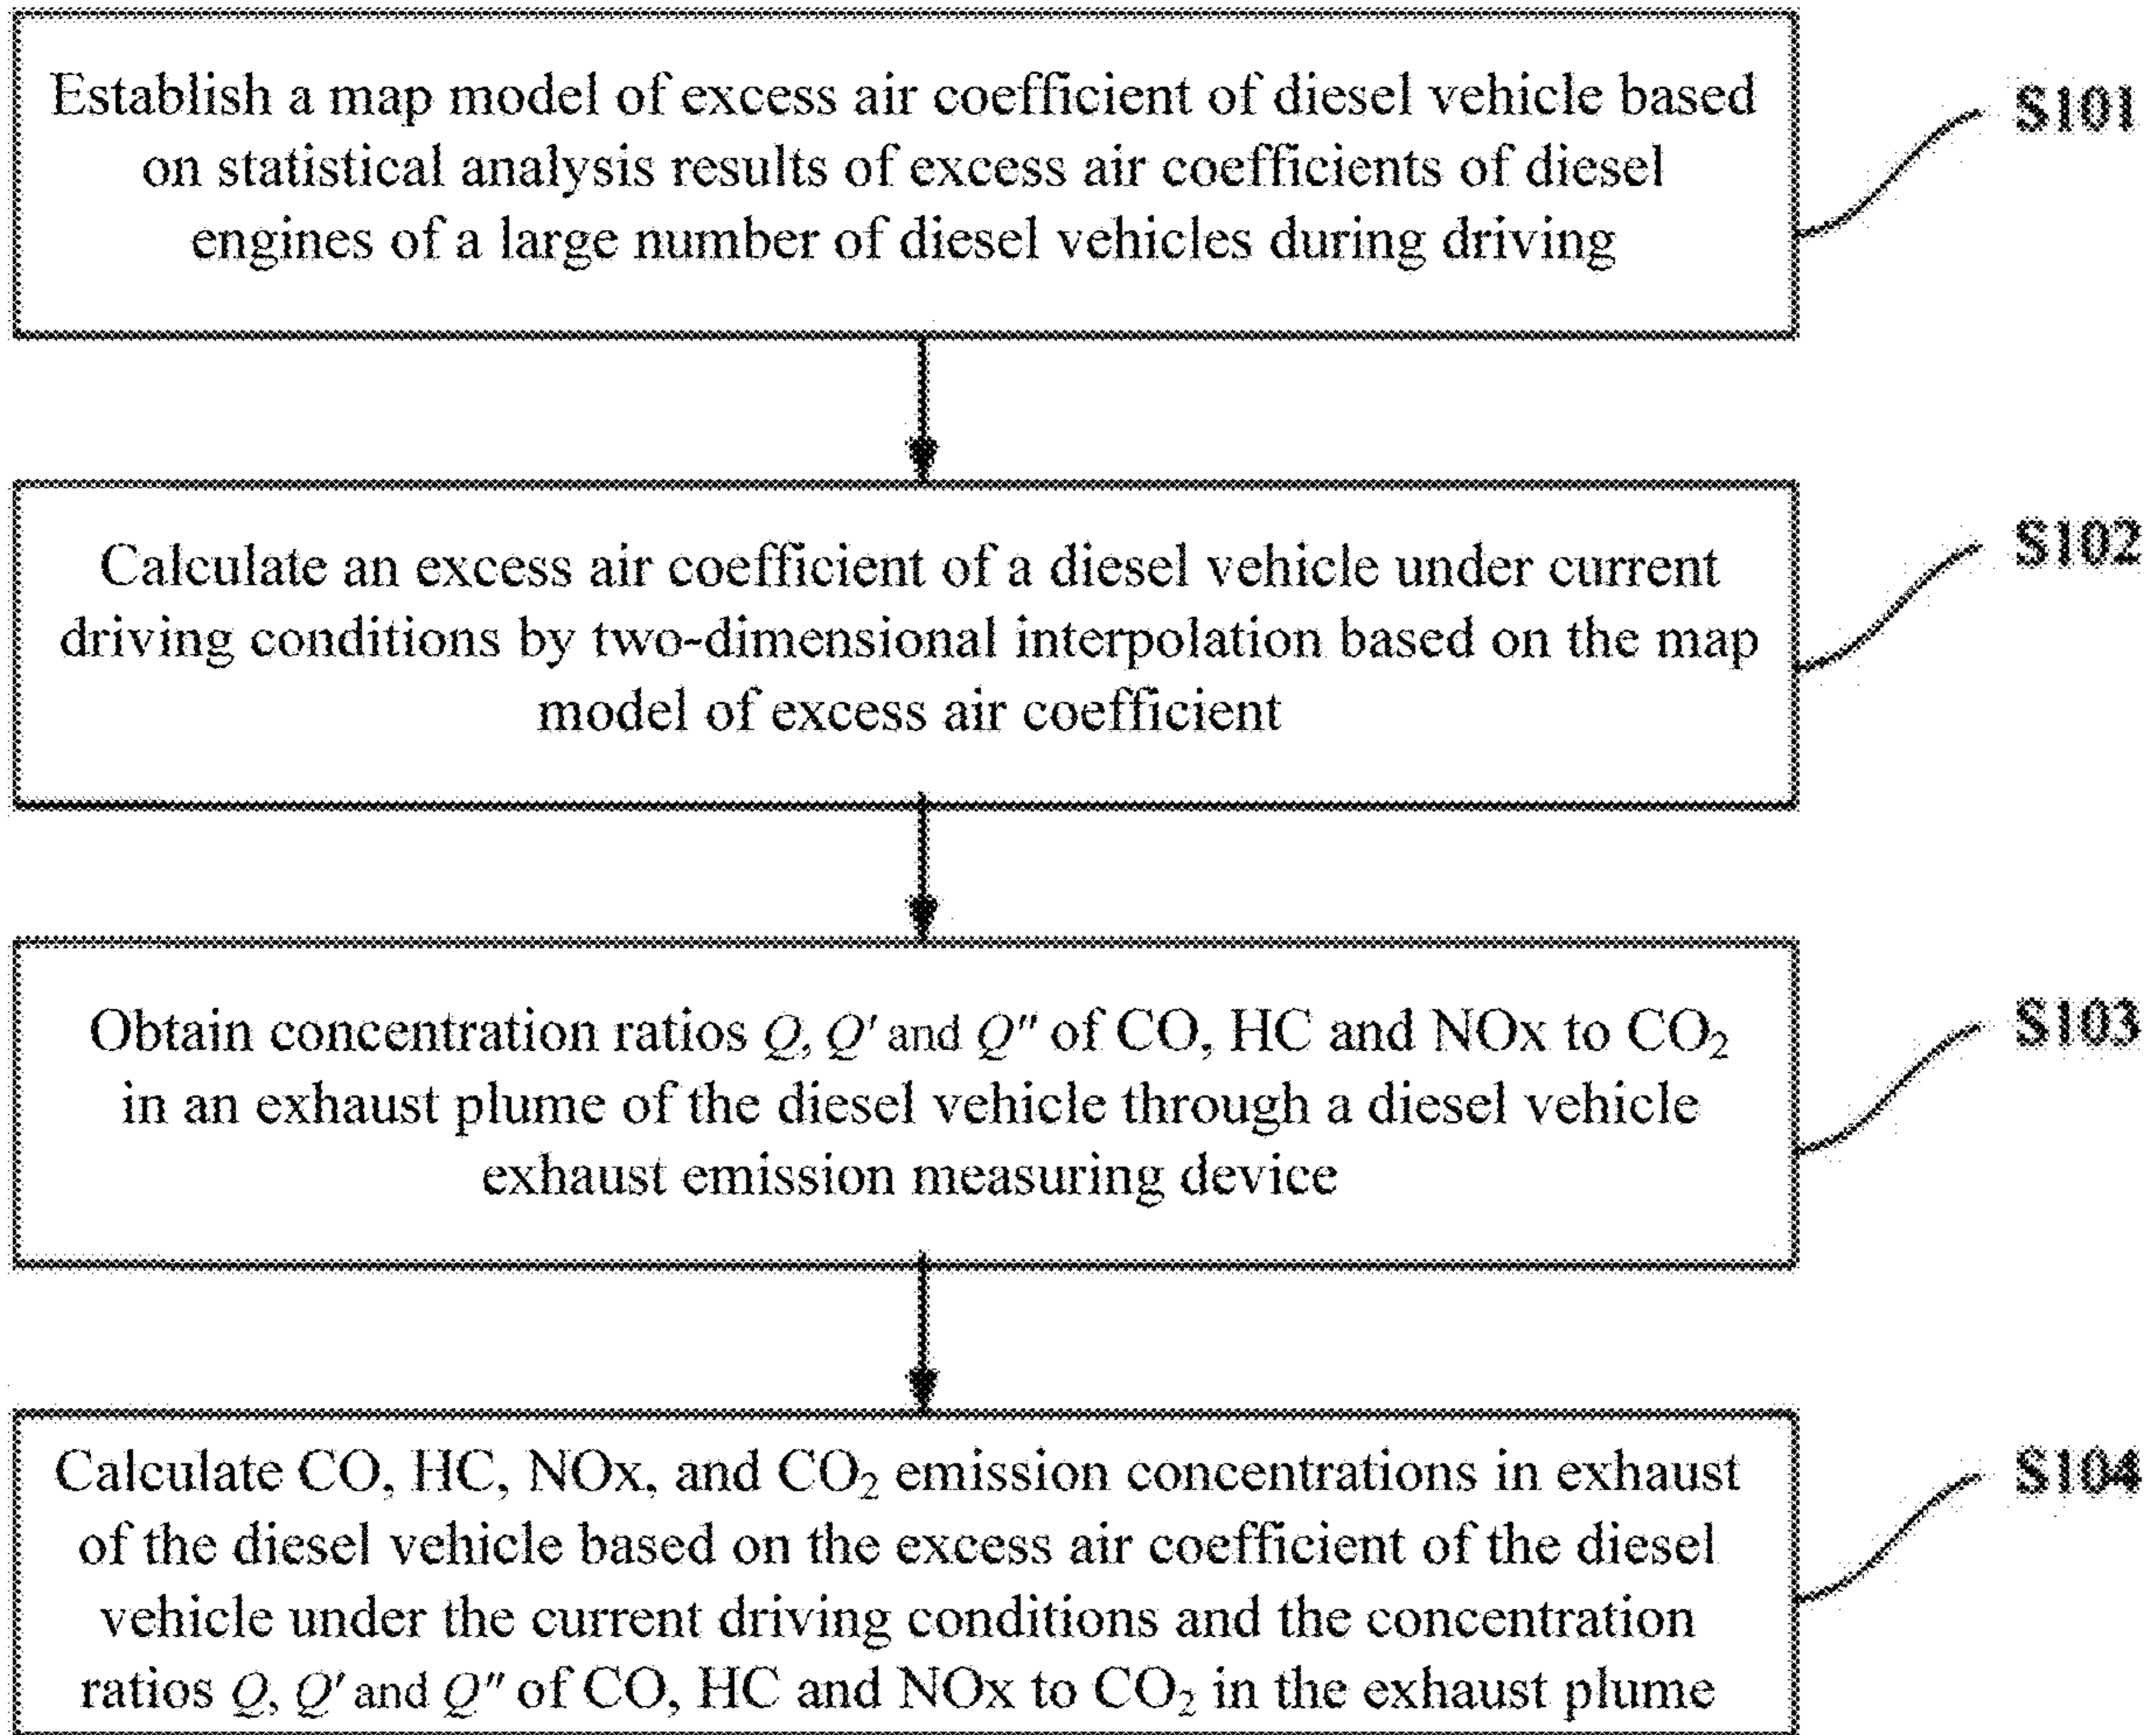 Establish a map model of excess air coefficient of diesel vehicle based
on statistical analysis results of excess air coefficients of diesel
engines of a large number of diesel vehicles during driving
S101
Calculate an excess air coefficient of a diesel vehicle under current
driving conditions by two-dimensional interpolation based on the map
model of excess air coefficient
S102
Obtain concentration ratios Q, Q′ and Q″ of CO, HC and NOx to CO₂
in an exhaust plume of the diesel vehicle through a diesel vehicle
exhaust emission measuring device
S103
Calculate CO, HC, NOx, and CO₂ emission concentrations in exhaust
of the diesel vehicle based on the excess air coefficient of the diesel
vehicle under the current driving conditions and the concentration
ratios Q, Q′ and Q″ of CO, HC and NOx to CO₂ in the exhaust plume
S104